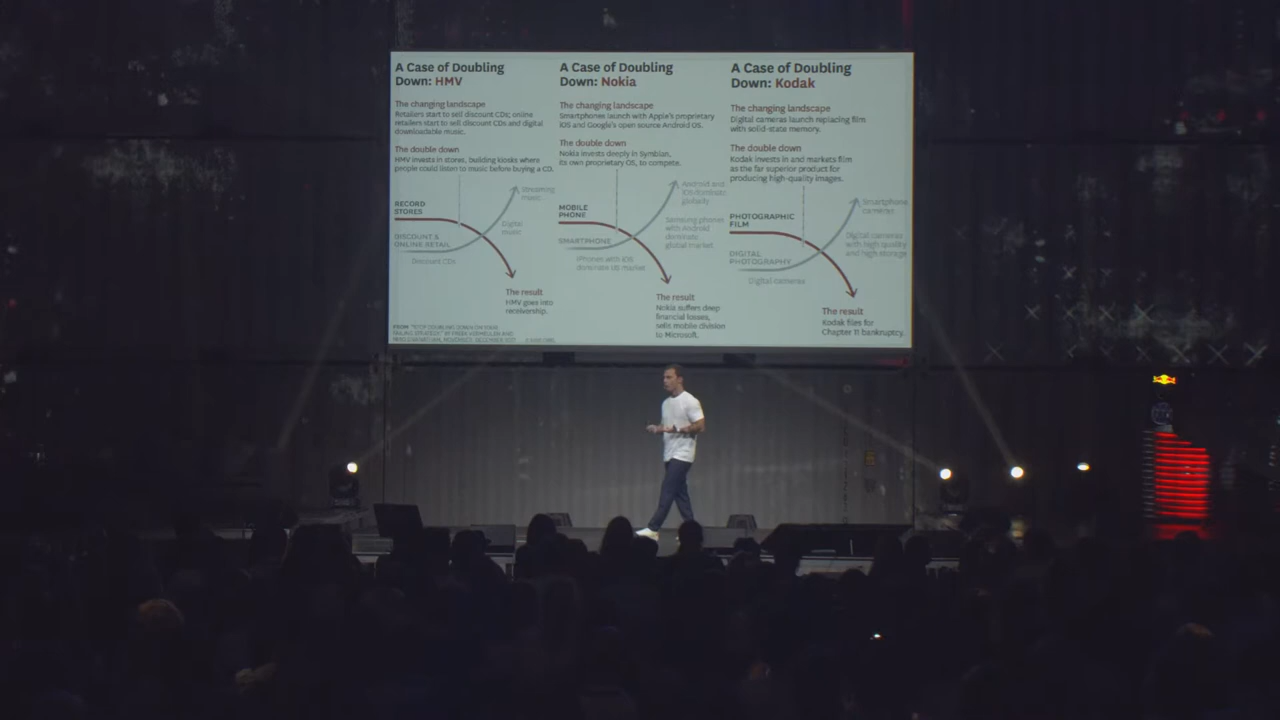 A Case of Doubling
Down: HMV
The changing landscape
Retailers start to sell discount CDs; online
retailers start to sell discount CDs and digital
downloadable music.
The double down
HMV invests in stores, building kiosks where
people could listen to music before buying a CD.
Streaming
music
RECORD
STORES
Digital
music
DISCOUNT &
ONLINE RETAIL
Discount CDs
The result
HMV goes into
receivership.
A Case of Doubling
Down: Nokia
The changing landscape
Smartphones launch with Apple's proprietary
iOS and Google's open source Android OS.
The double down
Nokia invests deeply in Symbian,
its own proprietary OS, to compete.
Android and
iOS dominate
globally
MOBILE
PHONE
Samsung phones
with Android
dominate
global market
SMARTPHONE
iPhones with iOS
dominate US market
The result
Nokia suffers deep
financial losses,
sells mobile division
to Microsoft.
A Case of Doubling
Down: Kodak
The changing landscape
Digital cameras launch replacing film
with solid-state memory.
The double down
Kodak invests in and markets film
as the far superior product for
producing high-quality images.
Smartphone
cameras
PHOTOGRAPHIC
FILM
Digital cameras
with high quality
and high storage
DIGITAL
PHOTOGRAPHY
Digital cameras
The result
Kodak files for
Chapter 11 bankruptcy.